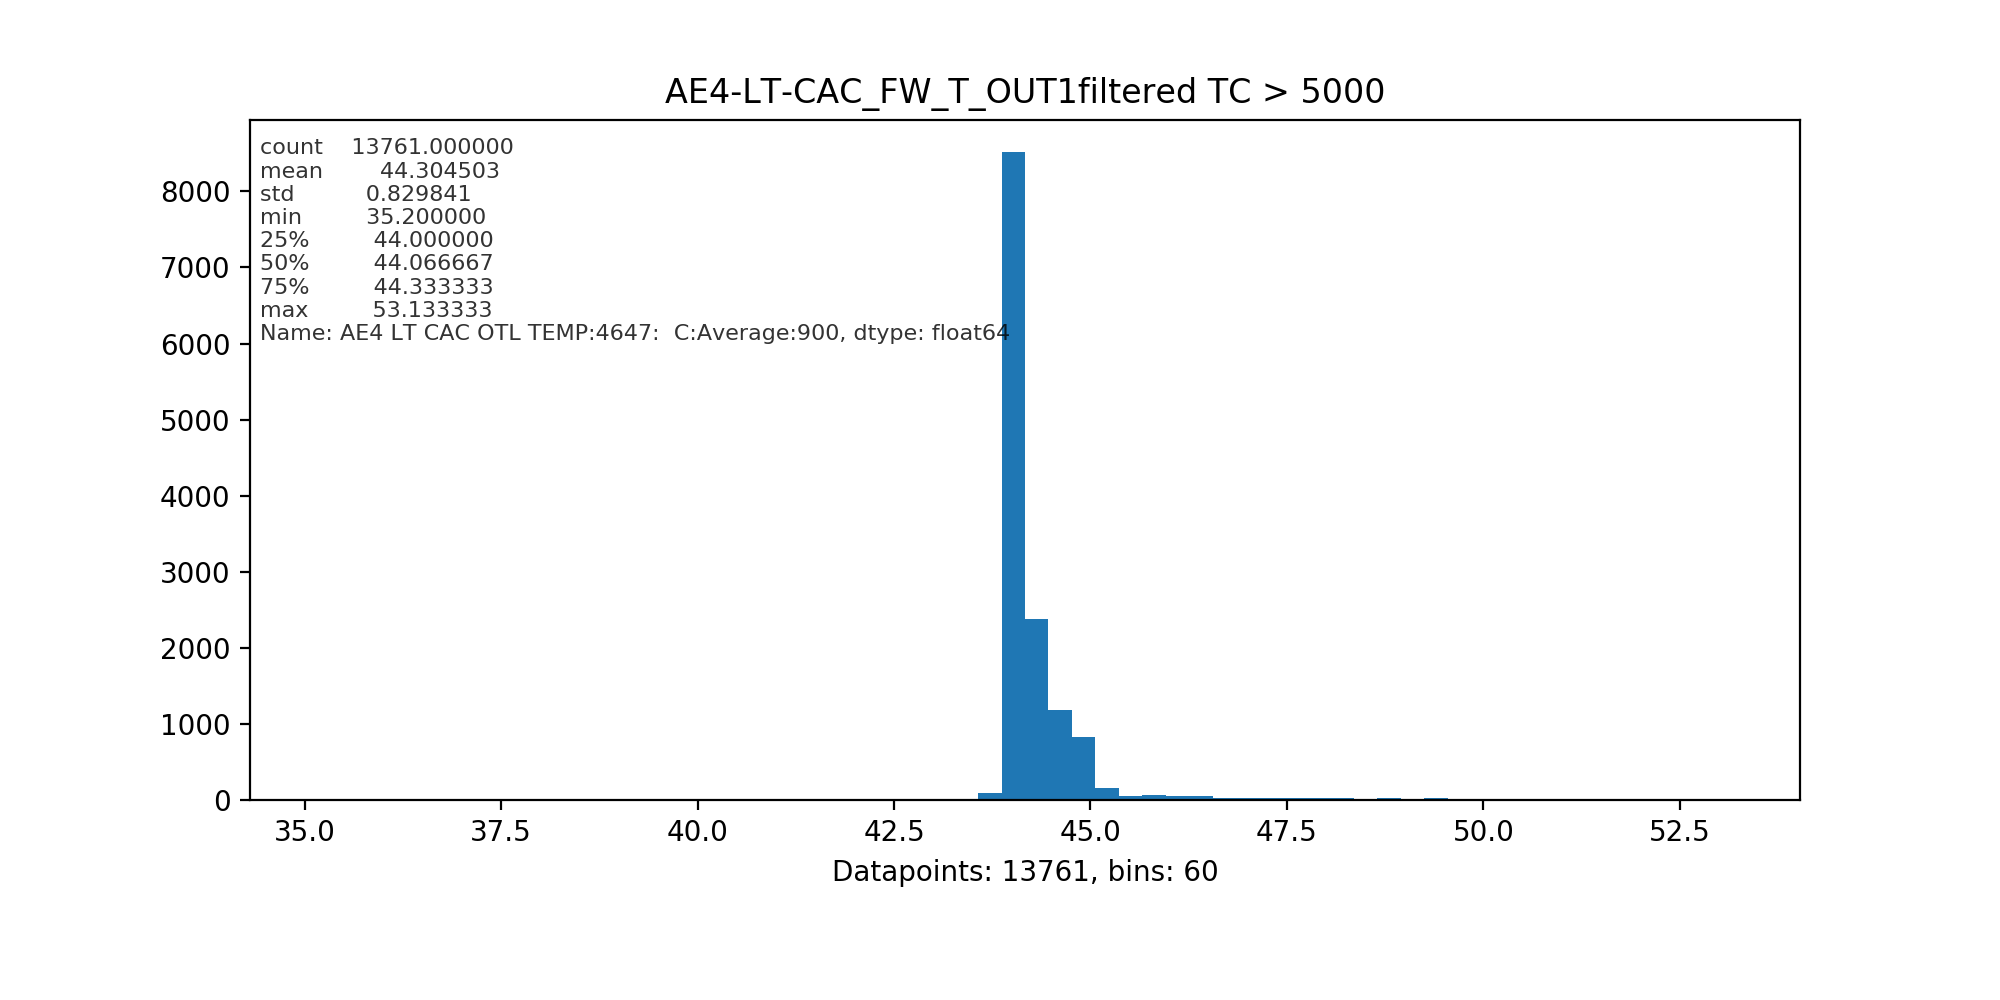 AE4-LT-CAC_FW_T_OUT1filtered TC > 5000
count 13761.000000
mean 44.304503
std 0.829841
min 35.200000
25% 44.000000
50% 44.066667
75% 44.333333
max 53.133333
Name: AE4 LT CAC OTL TEMP:4647: C:Average:900, dtype: float64
8000
7000
6000
5000
4000
3000
2000
1000
0
35.0 37.5 40.0 42.5 45.0 47.5 50.0 52.5
Datapoints: 13761, bins: 60